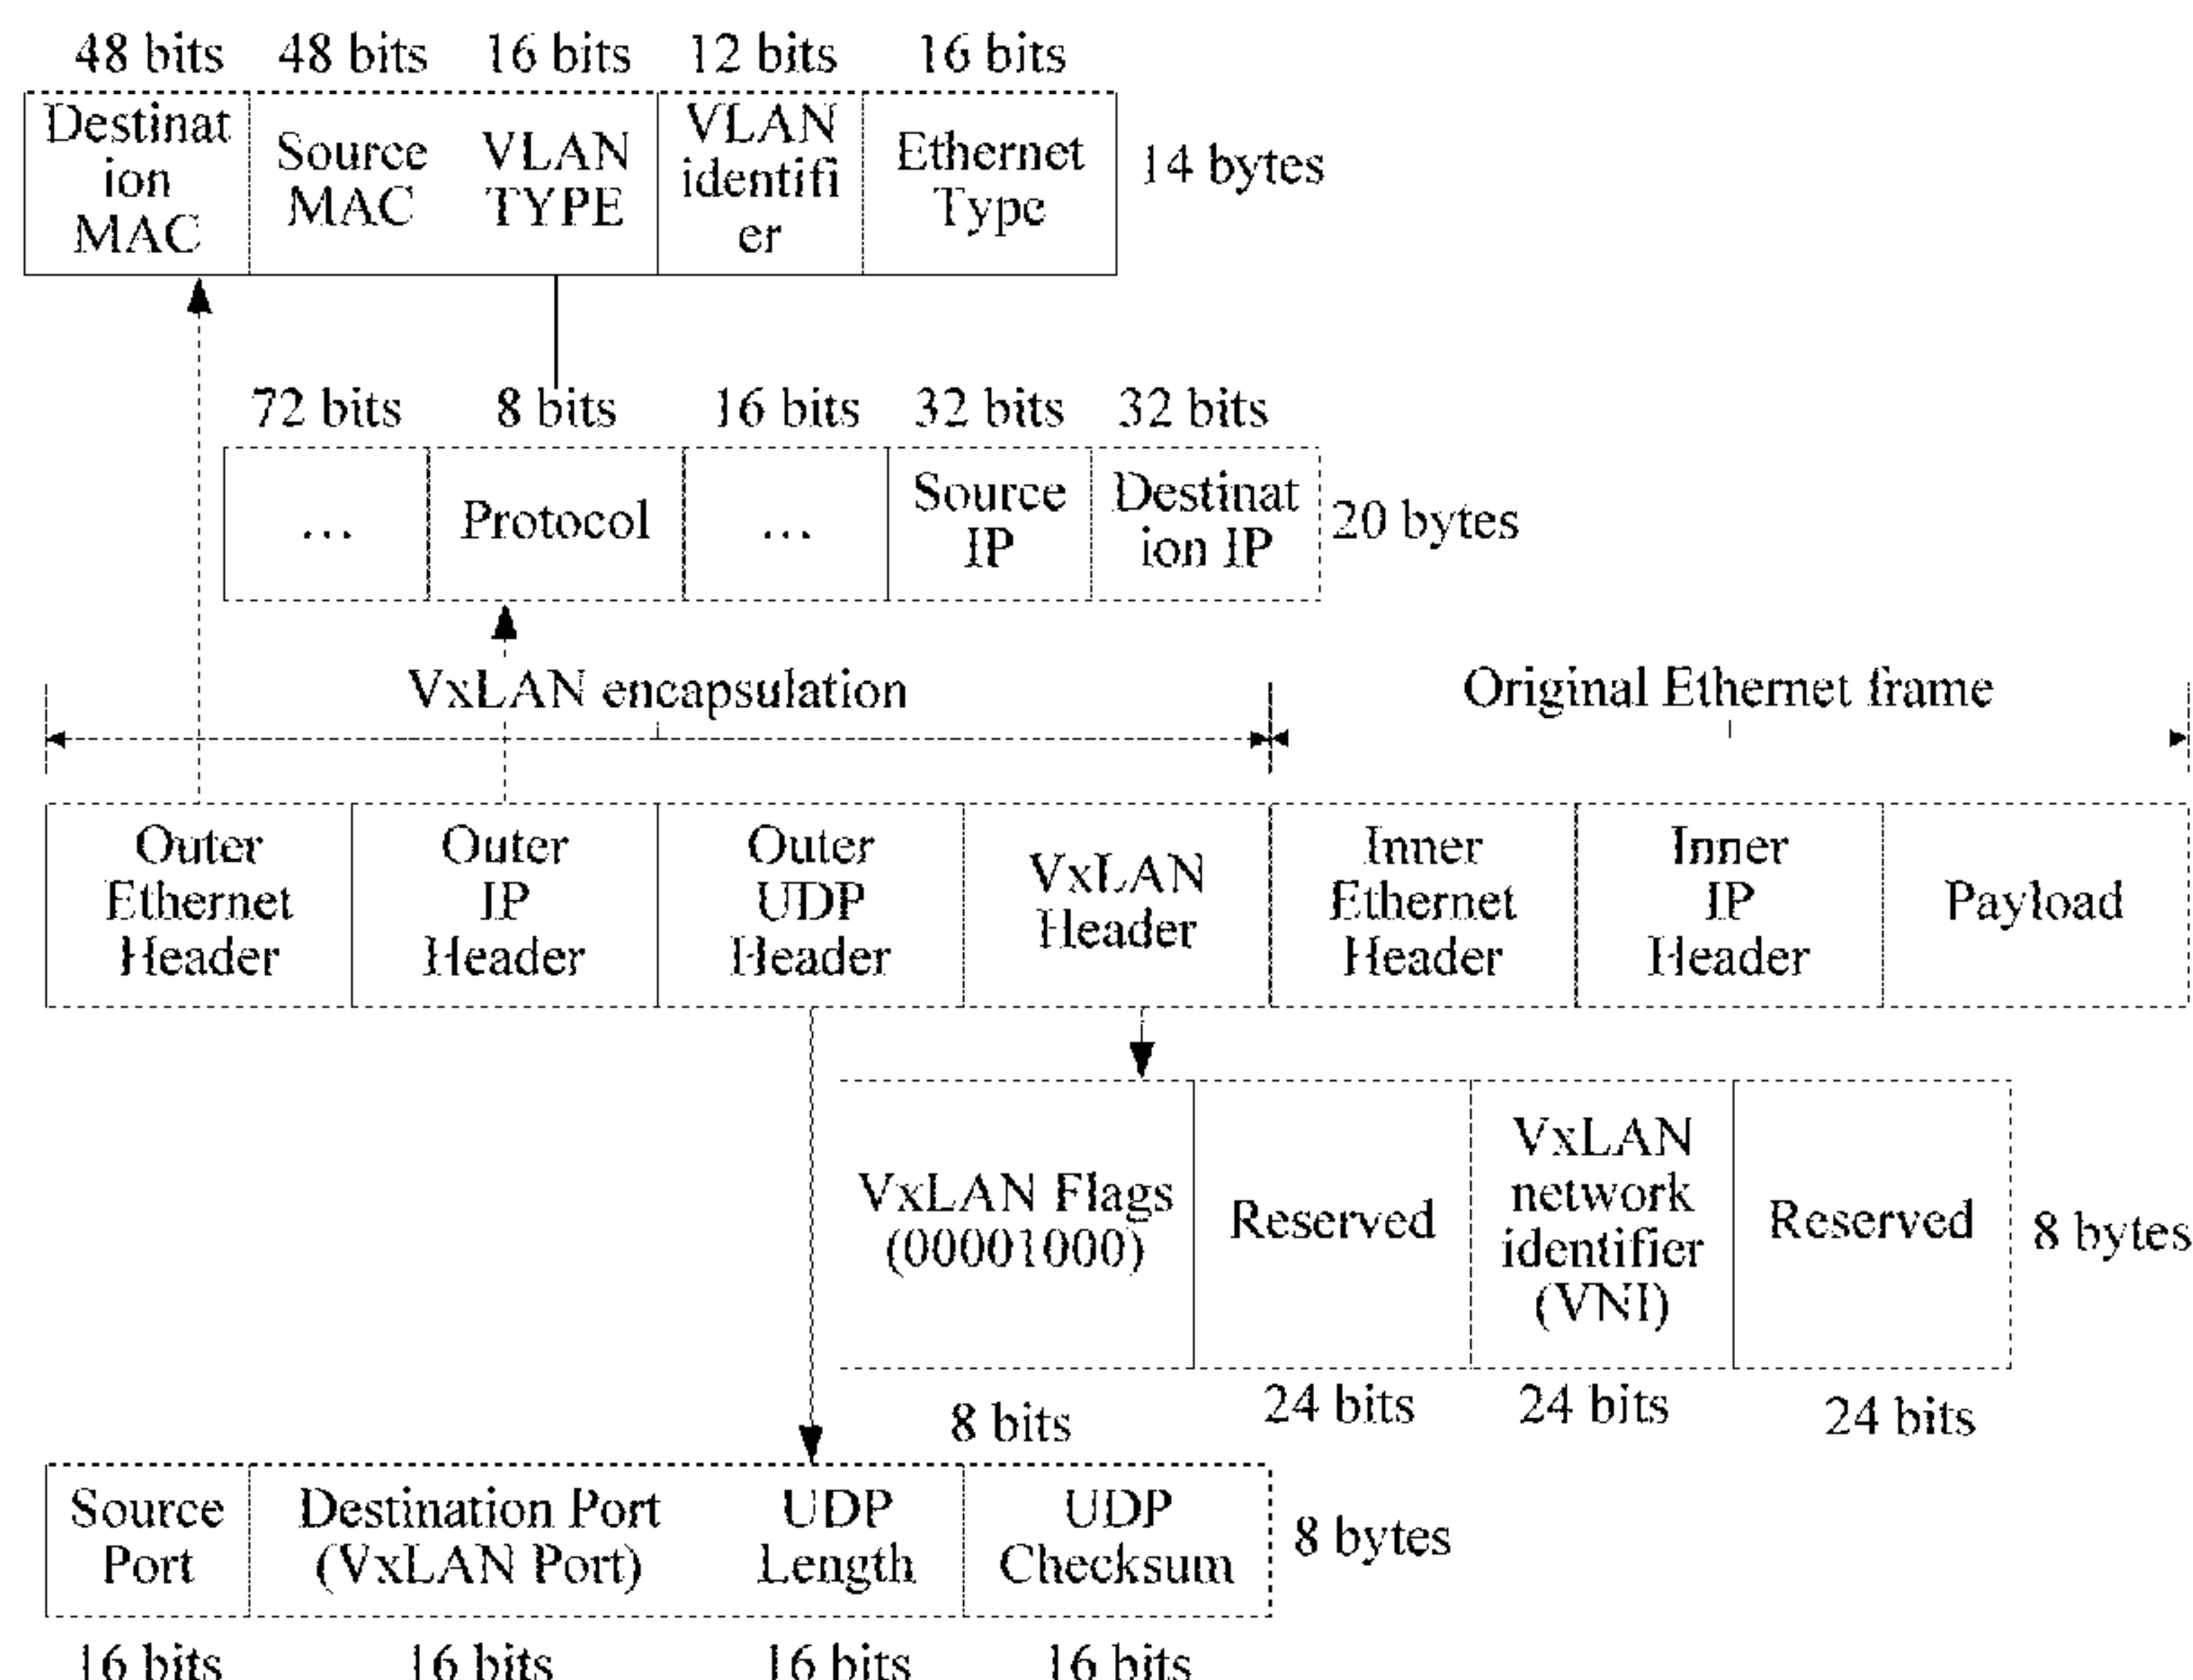 48 bits 48 bits 16 bits 12 bits 16 bits
Destinat
ion
MAC
Source
MAC
VLAN
TYPE
VLAN
identifi
er
Ethernet
Type
14 bytes
72 bits 8 bits 16 bits 32 bits 32 bits
...
Protocol
...
Source
IP
Destinat
ion IP
20 bytes
VxLAN encapsulation
Original Ethernet frame
Outer
Ethernet
Header
Outer
IP
Header
Outer
UDP
Header
VxLAN
Header
Inner
Ethernet
Header
Inner
IP
Header
Payload
VxLAN Flags
(00001000)
Reserved
VxLAN
network
identifier
(VNI)
Reserved
8 bytes
8 bits 24 bits 24 bits 24 bits
Source
Port
Destination Port
(VxLAN Port)
UDP
Length
UDP
Checksum
8 bytes
16 bits 16 bits 16 bits 16 bits